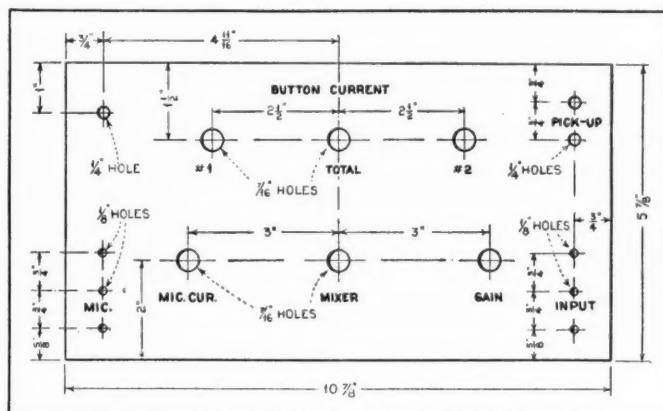 3/4"
4 11/16"
BUTTON CURRENT
1"
1 1/2"
2 1/2"
2 1/2"
PICK-UP
1/4" HOLE
#1
TOTAL
#2
1/4" HOLES
7/16" HOLES
5 7/8"
1/8" HOLES
1/8" HOLES
3/4"
3"
3"
MIC.
2"
MIC. CUR.
MIXER
GAIN
INPUT
7/16" HOLES
10 7/8"